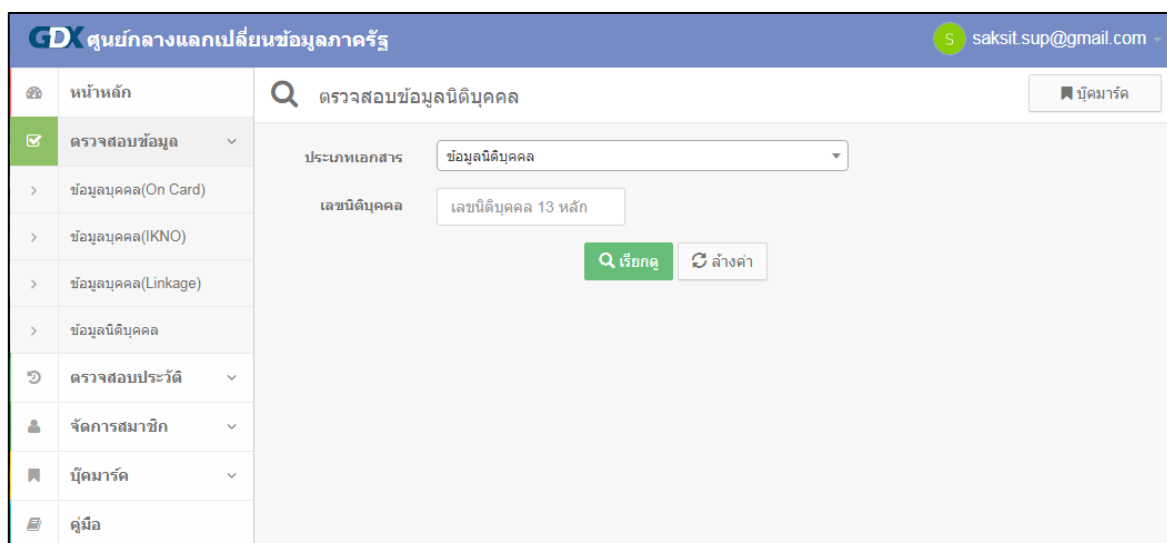 GDX ศูนย์กลางแลกเปลี่ยนข้อมูลภาครัฐ
S saksit.sup@gmail.com
หน้าหลัก
ตรวจสอบข้อมูล
ข้อมูลบุคคล(On Card)
ข้อมูลบุคคล(IKNO)
ข้อมูลบุคคล(Linkage)
ข้อมูลนิติบุคคล
ตรวจสอบประวัติ
จัดการสมาชิก
บุ๊คมาร์ค
คู่มือ
ตรวจสอบข้อมูลนิติบุคคล
บุ๊คมาร์ค
ประเภทเอกสาร ข้อมูลนิติบุคคล
เลขนิติบุคคล เลขนิติบุคคล 13 หลัก
เรียกดู ล้างค่า